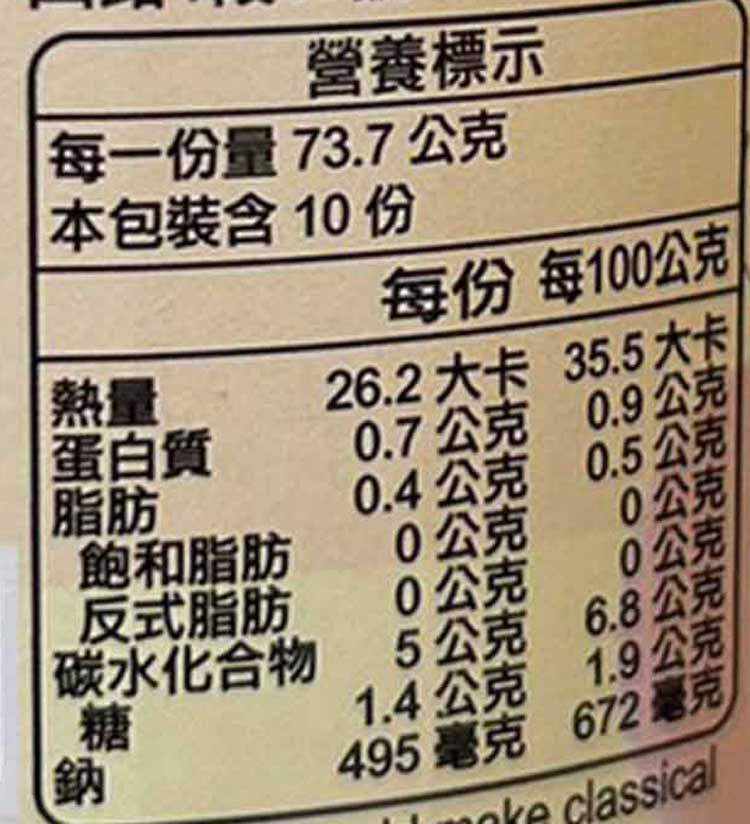 營養標示
每一份量 73.7 公克
本包裝含 10 份
每份 每100公克
熱量 26.2 大卡 35.5 大卡
蛋白質 0.7 公克 0.9 公克
脂肪 0.4 公克 0.5 公克
飽和脂肪 0 公克 0 公克
反式脂肪 0 公克 0 公克
碳水化合物 5 公克 6.8 公克
糖 1.4 公克 1.9 公克
鈉 495 毫克 672 毫克
make classical